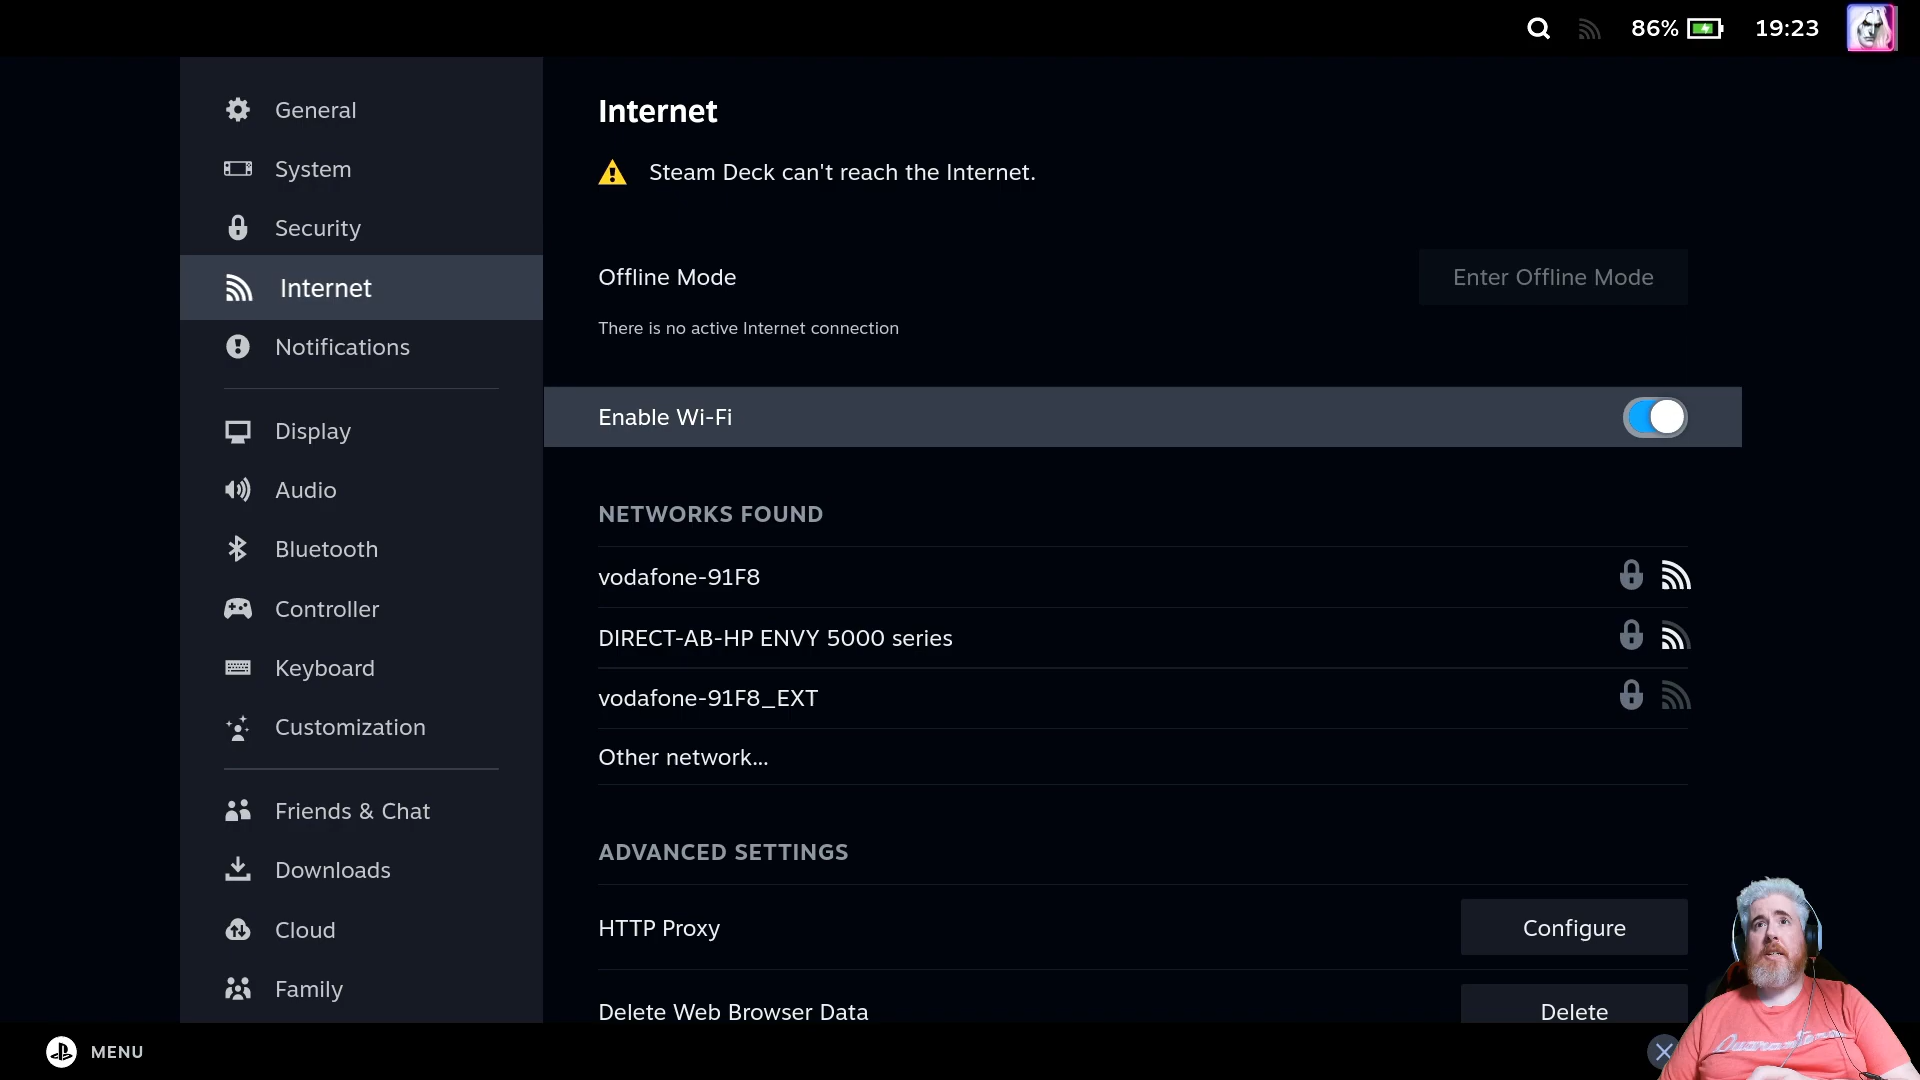 86%
19:23
General
System
Security
Internet
Notifications
Display
Audio
Bluetooth
Controller
Keyboard
Customization
Friends & Chat
Downloads
Cloud
Family
Internet
Steam Deck can't reach the Internet.
Offline Mode
Enter Offline Mode
There is no active Internet connection
Enable Wi-Fi
NETWORKS FOUND
vodafone-91F8
DIRECT-AB-HP ENVY 5000 series
vodafone-91F8_EXT
Other network...
ADVANCED SETTINGS
HTTP Proxy
Configure
Delete Web Browser Data
Delete
MENU